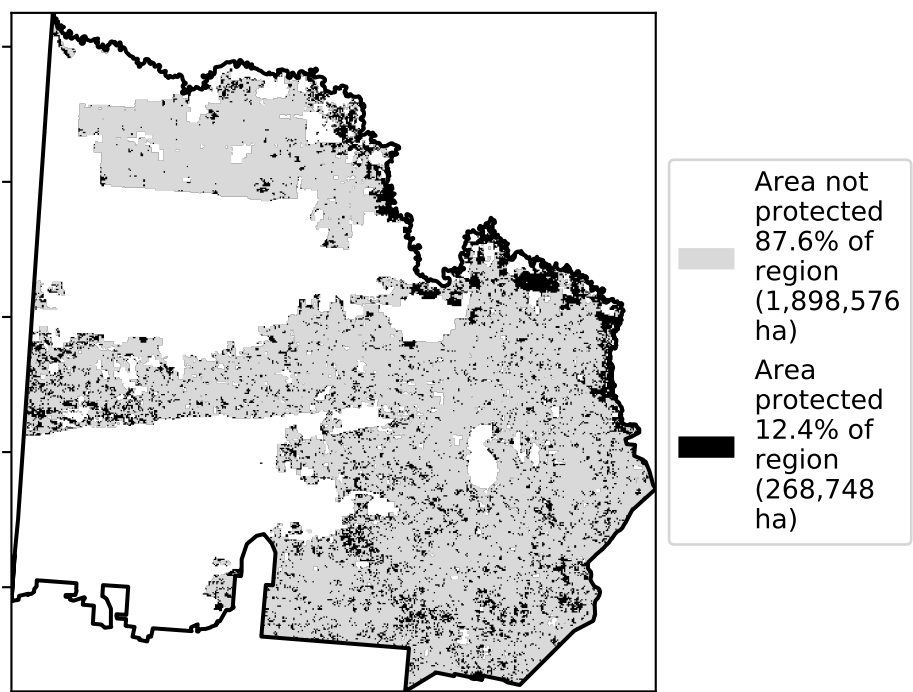 Area not
protected
87.6% of
region
(1,898,576
ha)
Area
protected
12.4% of
region
(268,748
ha)